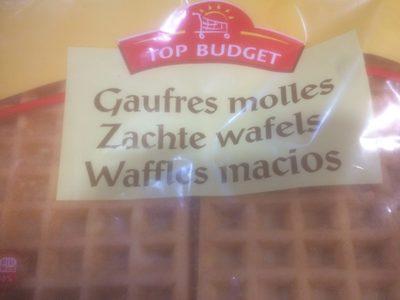 TOP BUDGET
Gaufres molles
Zachte wafels
Waffles macios